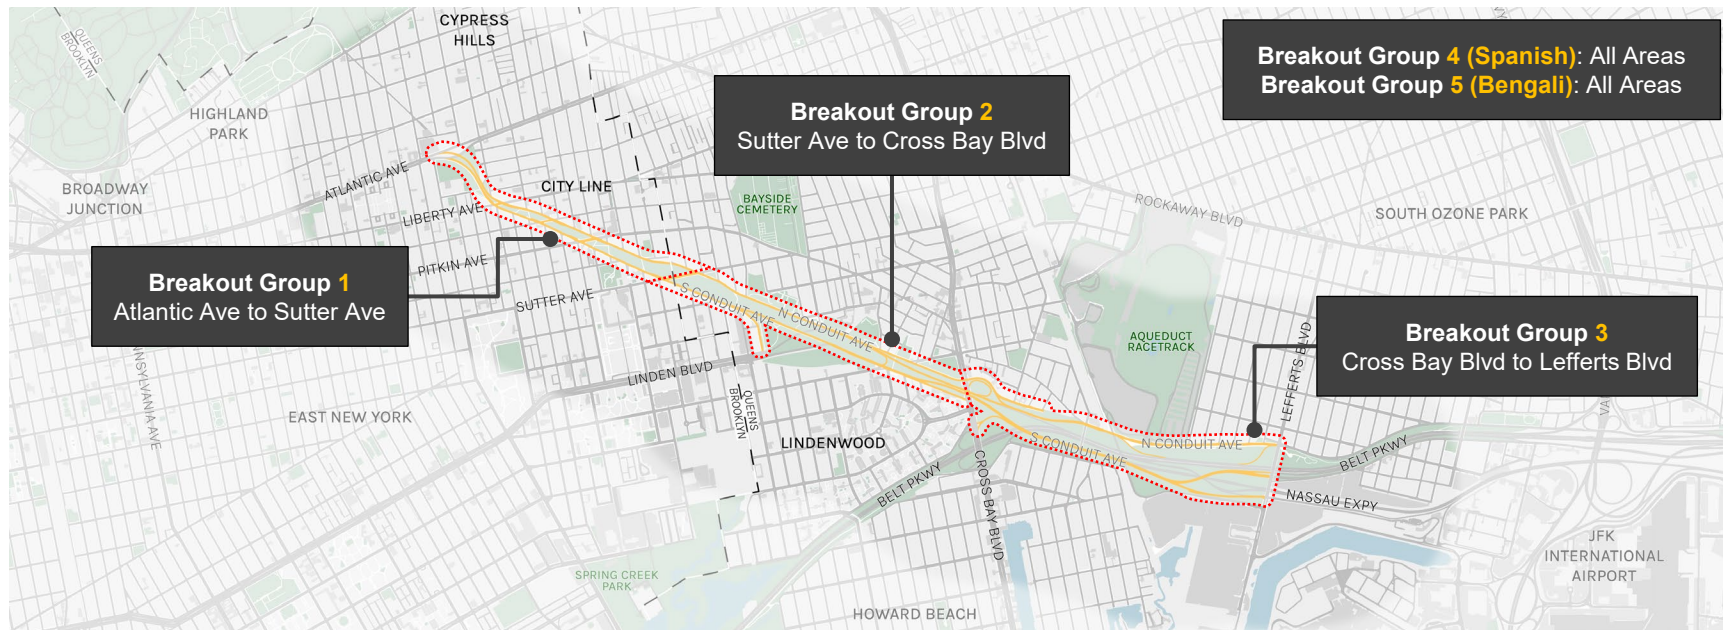 CYPRESS
HILLS
QUEENS
BROOKLYN
HIGHLAND
PARK
BROADWAY
JUNCTION
ATLANTIC AVE
LIBERTY AVE
CITY LINE
PITKIN AVE
SUTTER AVE
Breakout Group 1
Atlantic Ave to Sutter Ave
Breakout Group 2
Sutter Ave to Cross Bay Blvd
Breakout Group 4 (Spanish): All Areas
Breakout Group 5 (Bengali): All Areas
BAYSIDE
CEMETERY
ROCKAWAY BLVD
SOUTH OZONE PARK
S CONDUIT AVE
N CONDUIT AVE
AQUEDUCT
RACETRACK
LEFFERTS BLVD
Breakout Group 3
Cross Bay Blvd to Lefferts Blvd
LINDEN BLVD
QUEENS
BROOKLYN
NNSYLVANIA AVE
EAST NEW YORK
LINDENWOOD
BELT PKWY
CROSS BAY BLVD
S CONDUIT AVE
N CONDUIT AVE
BELT PKWY
NASSAU EXPY
VA
JFK
INTERNATIONAL
AIRPORT
SPRING CREEK
PARK
HOWARD BEACH